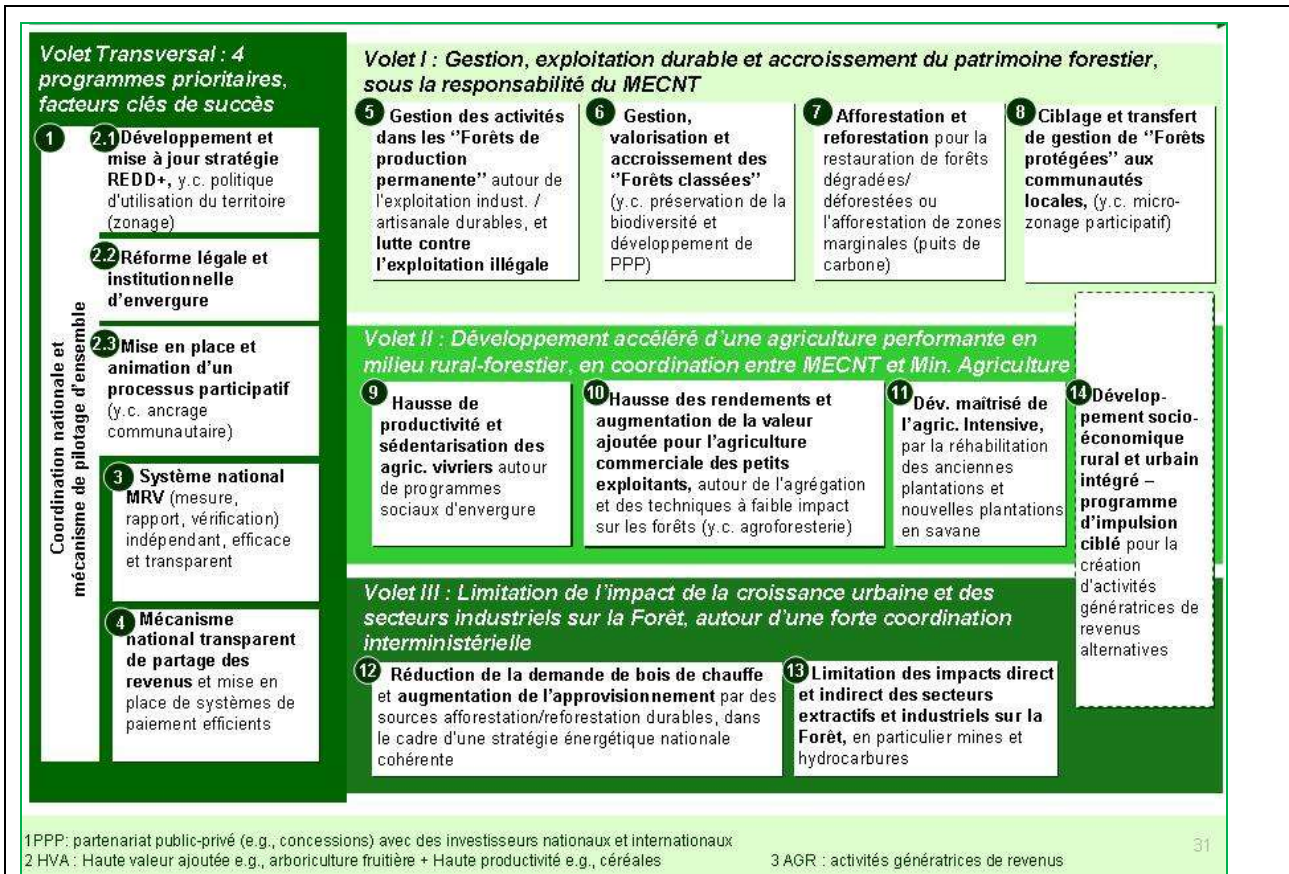 Volet Transversal : 4
programmes prioritaires,
facteurs clés de succès
1
Coordination nationale et
mécanisme de pilotage d'ensemble
2.1 Développement et
mise à jour stratégie
REDD+, y.c. politique
d'utilisation du territoire
(zonage)
2.2 Réforme légale et
institutionnelle
d'envergure
2.3 Mise en place et
animation d'un
processus participatif
(y.c. ancrage
communautaire)
3 Système national
MRV (mesure,
rapport, vérification)
indépendant, efficace
et transparent
4 Mécanisme
national transparent
de partage des
revenus et mise en
place de systèmes de
paiement efficients
Volet I : Gestion, exploitation durable et accroissement du patrimoine forestier,
sous la responsabilité du MECNT
5 Gestion des activités
dans les ‘‘Forêts de
production
permanente’’ autour de
l'exploitation indust. /
artisanale durables, et
lutte contre
l'exploitation illégale
6 Gestion,
valorisation et
accroissement des
‘‘Forêts classées’’
(y.c. préservation de la
biodiversité et
développement de
PPP)
7 Afforestation et
reforestation pour la
restauration de forêts
dégradées/
déforestées ou
l'afforestation de zones
marginales (puits de
carbone)
8 Ciblage et transfert
de gestion de ‘‘Forêts
protégées’’ aux
communautés
locales, (y.c. micro-
zonage participatif)
Volet II : Développement accéléré d'une agriculture performante en
milieu rural-forestier, en coordination entre MECNT et Min. Agriculture
9 Hausse de
productivité et
sédentarisation des
agric. vivriers autour
de programmes
sociaux d'envergure
10 Hausse des rendements et
augmentation de la valeur
ajoutée pour l'agriculture
commerciale des petits
exploitants, autour de l'agrégation
et des techniques à faible impact
sur les forêts (y.c. agroforesterie)
11 Dév. maîtrisé de
l'agric. Intensive,
par la réhabilitation
des anciennes
plantations et
nouvelles plantations
en savane
14 Dévelop-
pement socio-
économique
rural et urbain
intégré –
programme
d'impulsion
ciblé pour la
création
d'activités
génératrices de
revenus
alternatives
Volet III : Limitation de l'impact de la croissance urbaine et des
secteurs industriels sur la Forêt, autour d'une forte coordination
interministérielle
12 Réduction de la demande de bois de chauffe
et augmentation de l'approvisionnement par des
sources afforestation/reforestation durables, dans
le cadre d'une stratégie énergétique nationale
cohérente
13 Limitation des impacts direct
et indirect des secteurs
extractifs et industriels sur la
Forêt, en particulier mines et
hydrocarbures
1 PPP: partenariat public-privé (e.g., concessions) avec des investisseurs nationaux et internationaux
2 HVA : Haute valeur ajoutée e.g., arboriculture fruitière + Haute productivité e.g., céréales
3 AGR : activités génératrices de revenus
31